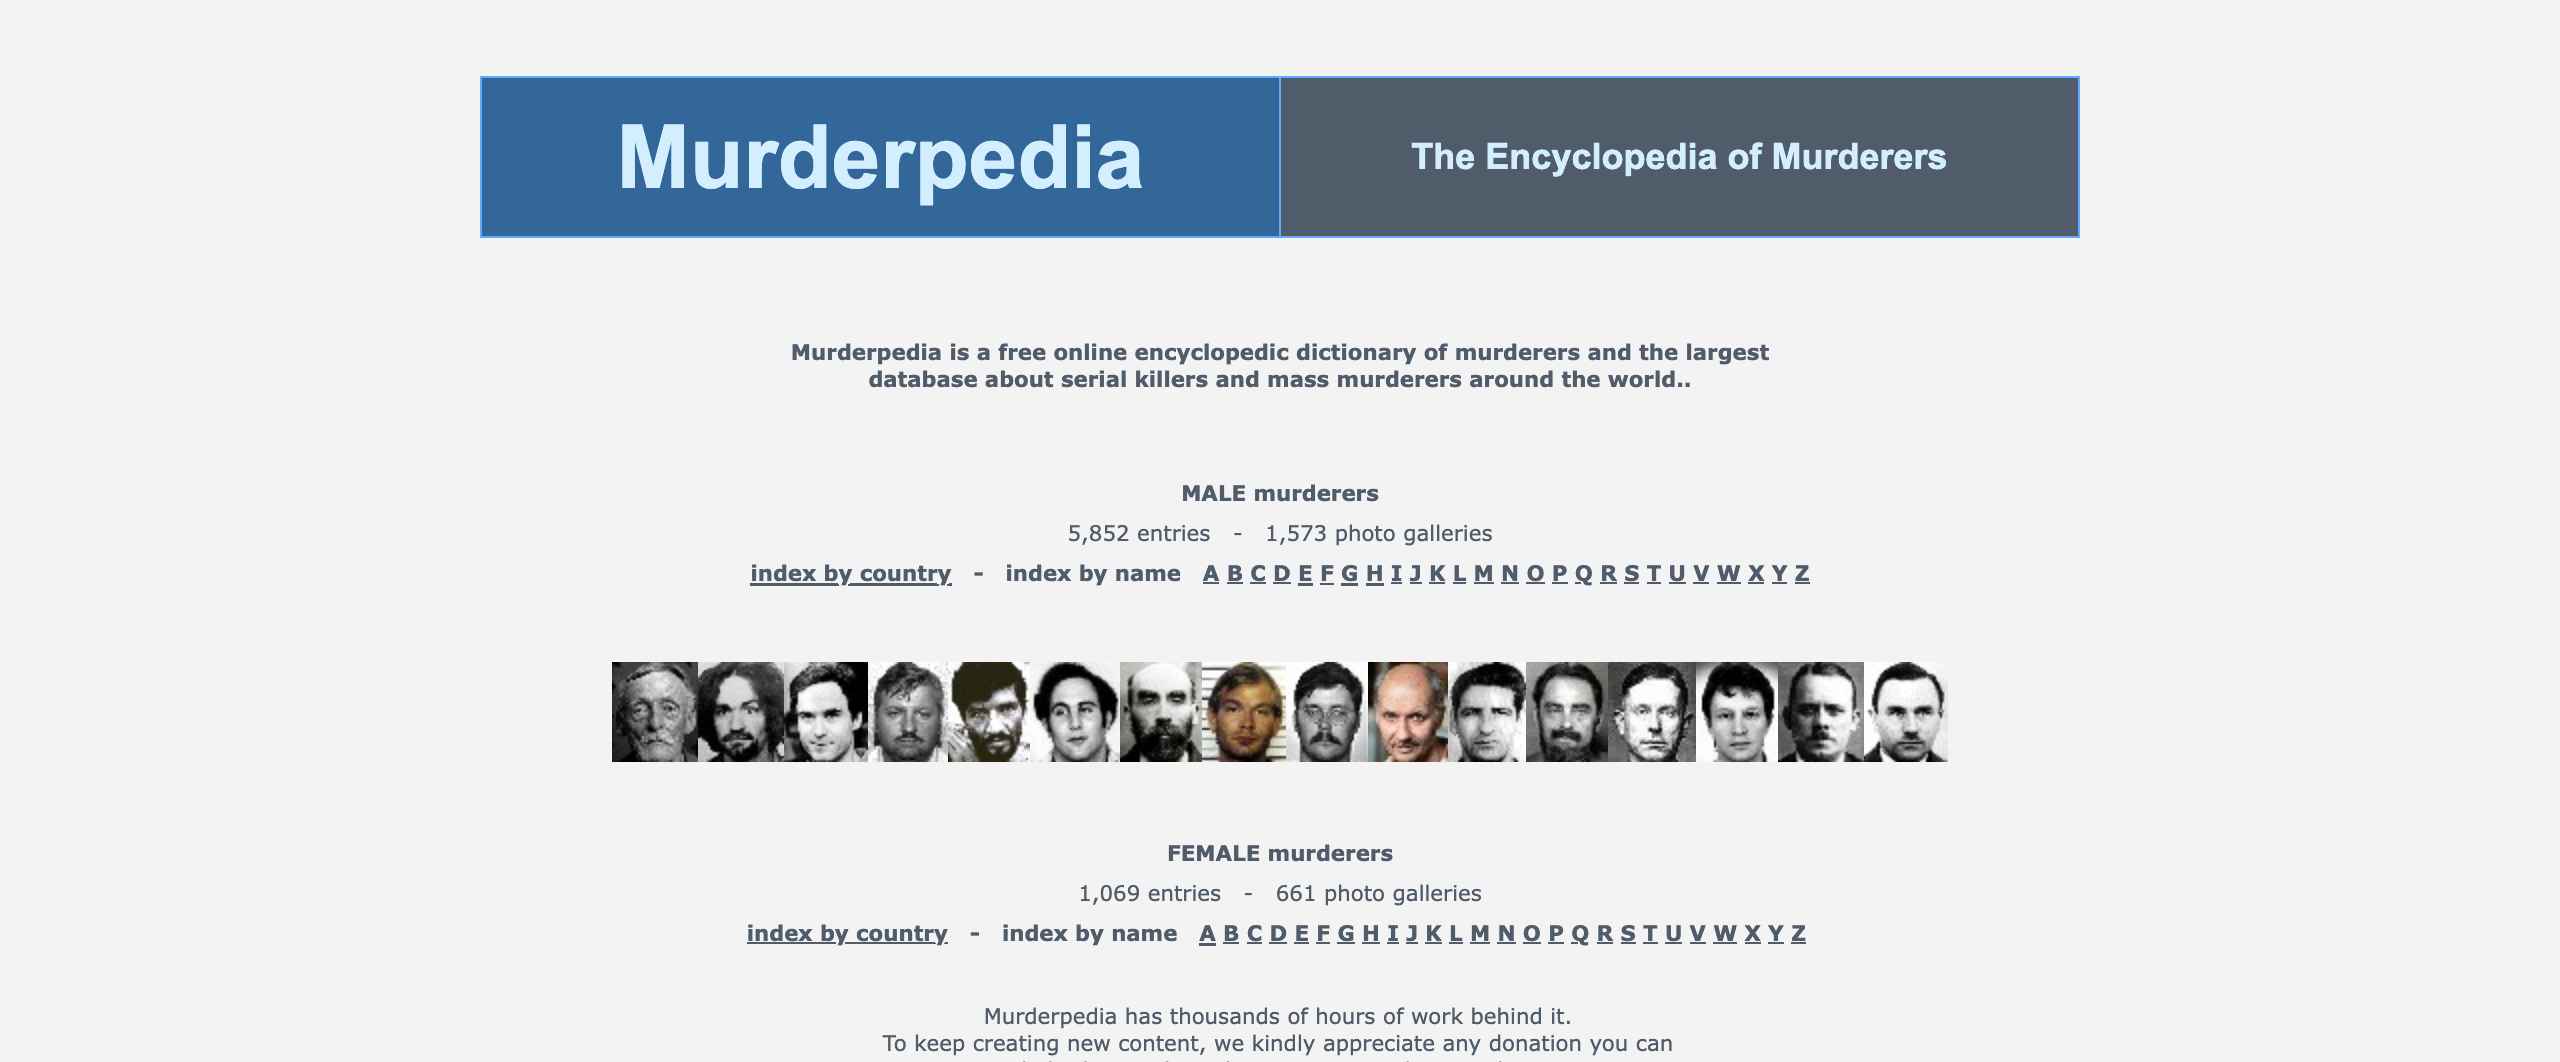 Murderpedia
The Encyclopedia of Murderers
Murderpedia is a free online encyclopedic dictionary of murderers and the largest
database about serial killers and mass murderers around the world..
MALE murderers
5,852 entries - 1,573 photo galleries
index by country - index by name A B C D E F G H I J K L M N O P Q R S T U V W X Y Z
FEMALE murderers
1,069 entries - 661 photo galleries
index by country - index by name A B C D E F G H I J K L M N O P Q R S T U V W X Y Z
Murderpedia has thousands of hours of work behind it.
To keep creating new content, we kindly appreciate any donation you can